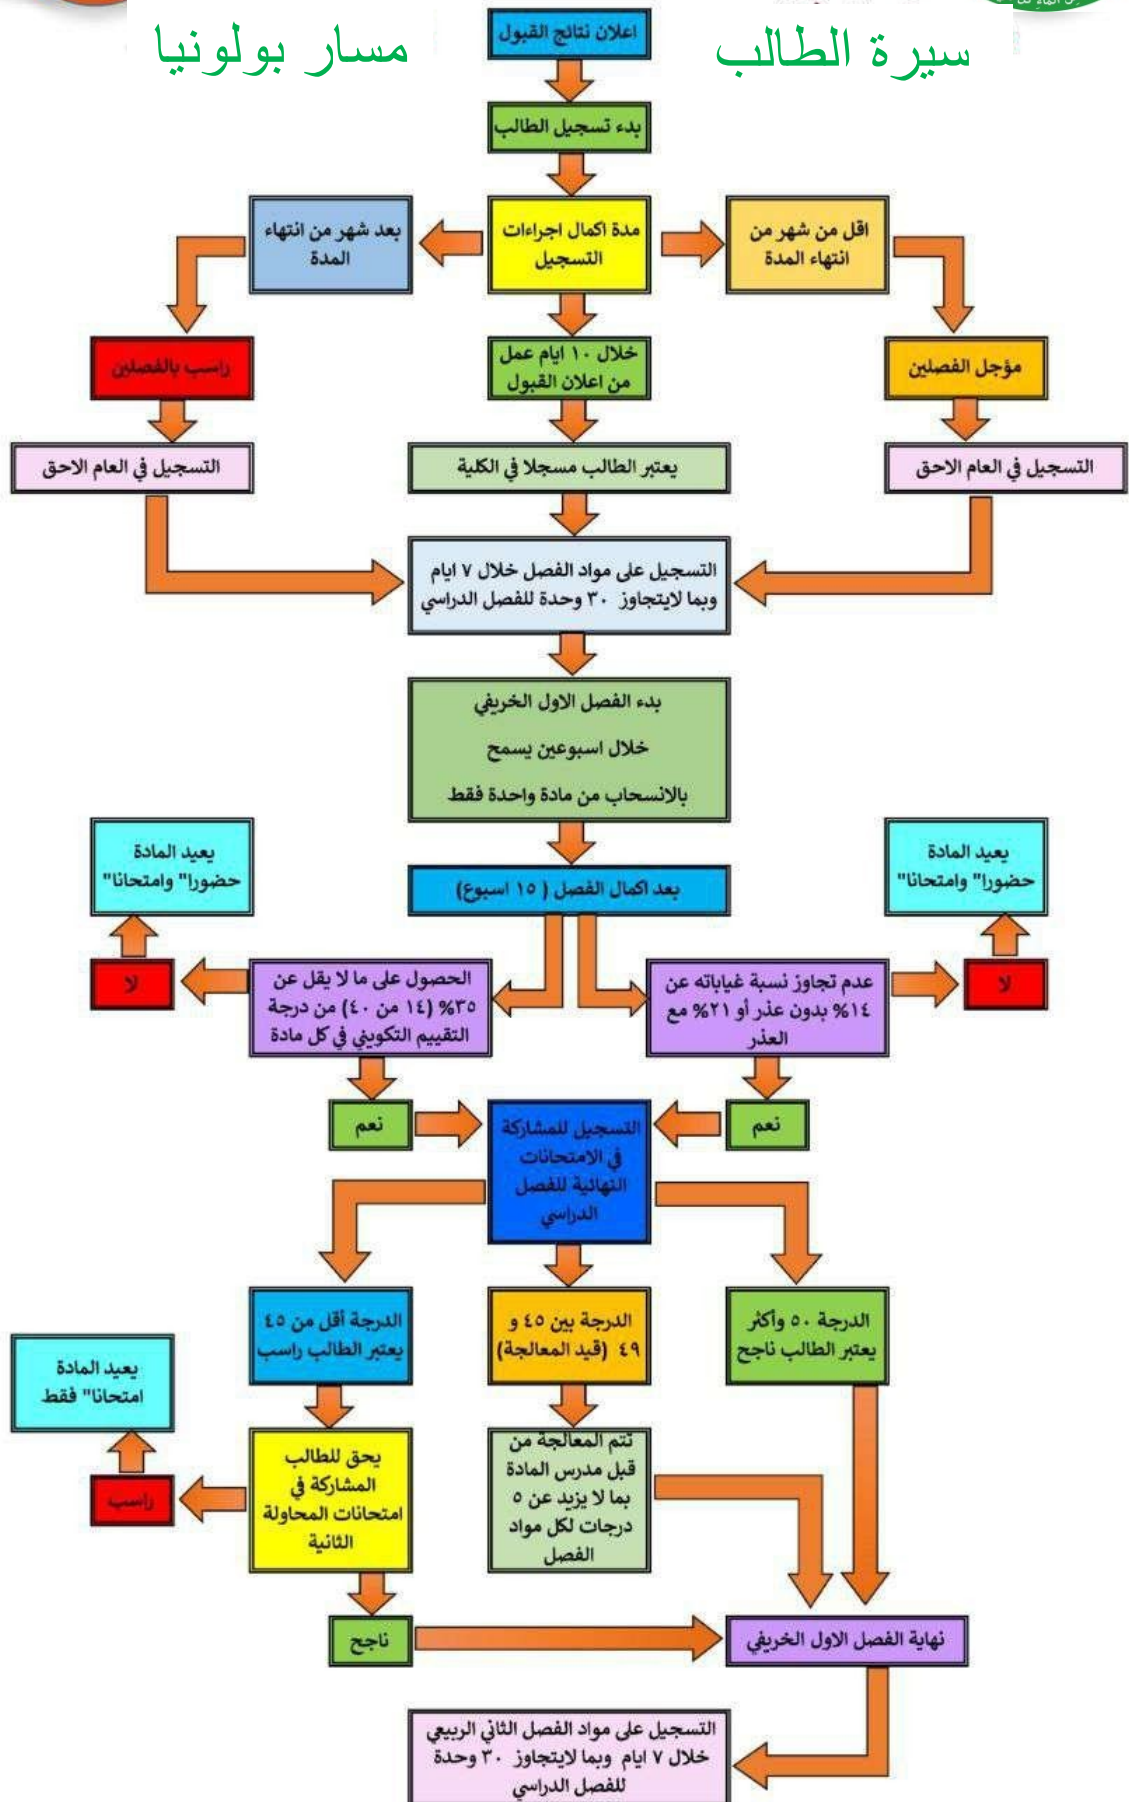 سيرة الطالب
مسار بولونيا
اعلان نتائج القبول
بدء تسجيل الطالب
اقل من شهر من
انتهاء المدة
مدة اكمال اجراءات
التسجيل
بعد شهر من انتهاء
المدة
مؤجل الفصلين
خلال ١٠ ايام عمل
من اعلان القبول
راسب بالفصلين
التسجيل في العام الاحق
يعتبر الطالب مسجلا في الكلية
التسجيل في العام الاحق
التسجيل على مواد الفصل خلال ٧ ايام
وبما لايتجاوز ٣٠ وحدة للفصل الدراسي
بدء الفصل الاول الخريفي
خلال اسبوعين يسمح
بالانسحاب من مادة واحدة فقط
يعيد المادة
حضورا" وامتحانا"
بعد اكمال الفصل ( ١٥ اسبوع)
يعيد المادة
حضورا" وامتحانا"
لا
عدم تجاوز نسبة غياباته عن
١٤% بدون عذر أو ٢١% مع
العذر
الحصول على ما لا يقل عن
٣٥% (١٤ من ٤٠) من درجة
التقييم التكويني في كل مادة
لا
نعم
التسجيل للمشاركة
في الامتحانات
النهائية للفصل
الدراسي
نعم
الدرجة ٥٠ وأكثر
يعتبر الطالب ناجح
الدرجة بين ٤٥ و
٤٩ (قيد المعالجة)
الدرجة أقل من ٤٥
يعتبر الطالب راسب
يعيد المادة
امتحانا" فقط
تتم المعالجة من
قبل مدرس المادة
بما لا يزيد عن ٥
درجات لكل مواد
الفصل
يحق للطالب
المشاركة في
امتحانات المحاولة
الثانية
راسب
ناجح
نهاية الفصل الاول الخريفي
التسجيل على مواد الفصل الثاني الربيعي
خلال ٧ ايام وبما لايتجاوز ٣٠ وحدة
للفصل الدراسي